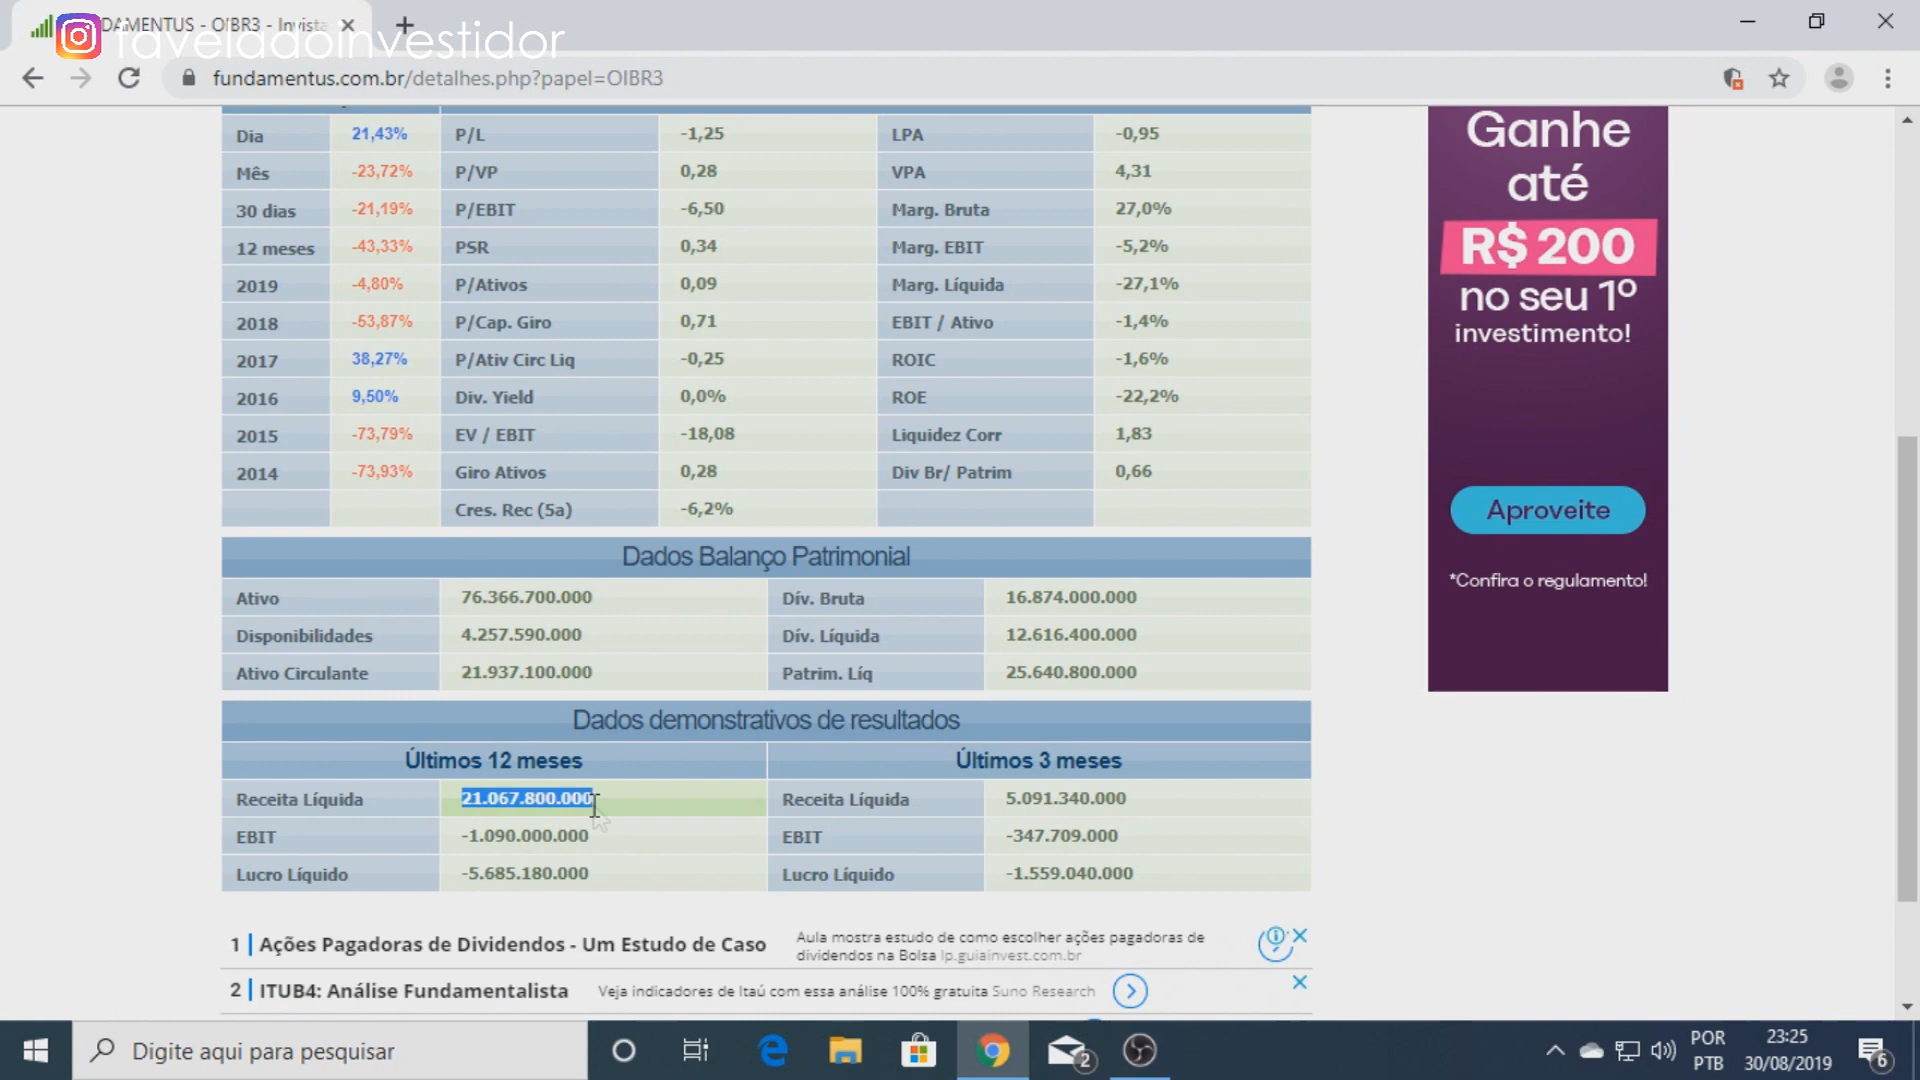 DAMENTUS - OIBR3 - Invista
faveladoinvestidor
fundamentus.com.br/detalhes.php?papel=OIBR3
Dia 21,43% P/L -1,25 LPA -0,95
Mês -23,72% P/VP 0,28 VPA 4,31
30 dias -21,19% P/EBIT -6,50 Marg. Bruta 27,0%
12 meses -43,33% PSR 0,34 Marg. EBIT -5,2%
2019 -4,80% P/Ativos 0,09 Marg. Líquida -27,1%
2018 -53,87% P/Cap. Giro 0,71 EBIT / Ativo -1,4%
2017 38,27% P/Ativ Circ Liq -0,25 ROIC -1,6%
2016 9,50% Div. Yield 0,0% ROE -22,2%
2015 -73,79% EV / EBIT -18,08 Liquidez Corr 1,83
2014 -73,93% Giro Ativos 0,28 Div Br/ Patrim 0,66
Cres. Rec (5a) -6,2%
Dados Balanço Patrimonial
Ativo 76.366.700.000 Dív. Bruta 16.874.000.000
Disponibilidades 4.257.590.000 Dív. Líquida 12.616.400.000
Ativo Circulante 21.937.100.000 Patrim. Líq 25.640.800.000
Dados demonstrativos de resultados
Últimos 12 meses Últimos 3 meses
Receita Líquida 21.067.800.000 Receita Líquida 5.091.340.000
EBIT -1.090.000.000 EBIT -347.709.000
Lucro Líquido -5.685.180.000 Lucro Líquido -1.559.040.000
1 Ações Pagadoras de Dividendos - Um Estudo de Caso Aula mostra estudo de como escolher ações pagadoras de
dividendos na Bolsa lp.guiainvest.com.br
2 ITUB4: Análise Fundamentalista Veja indicadores de Itaú com essa análise 100% gratuita Suno Research
Ganhe
até
R$ 200
no seu 1º
investimento!
Aproveite
*Confira o regulamento!
Digite aqui para pesquisar
2
POR
PTB
23:25
30/08/2019
6